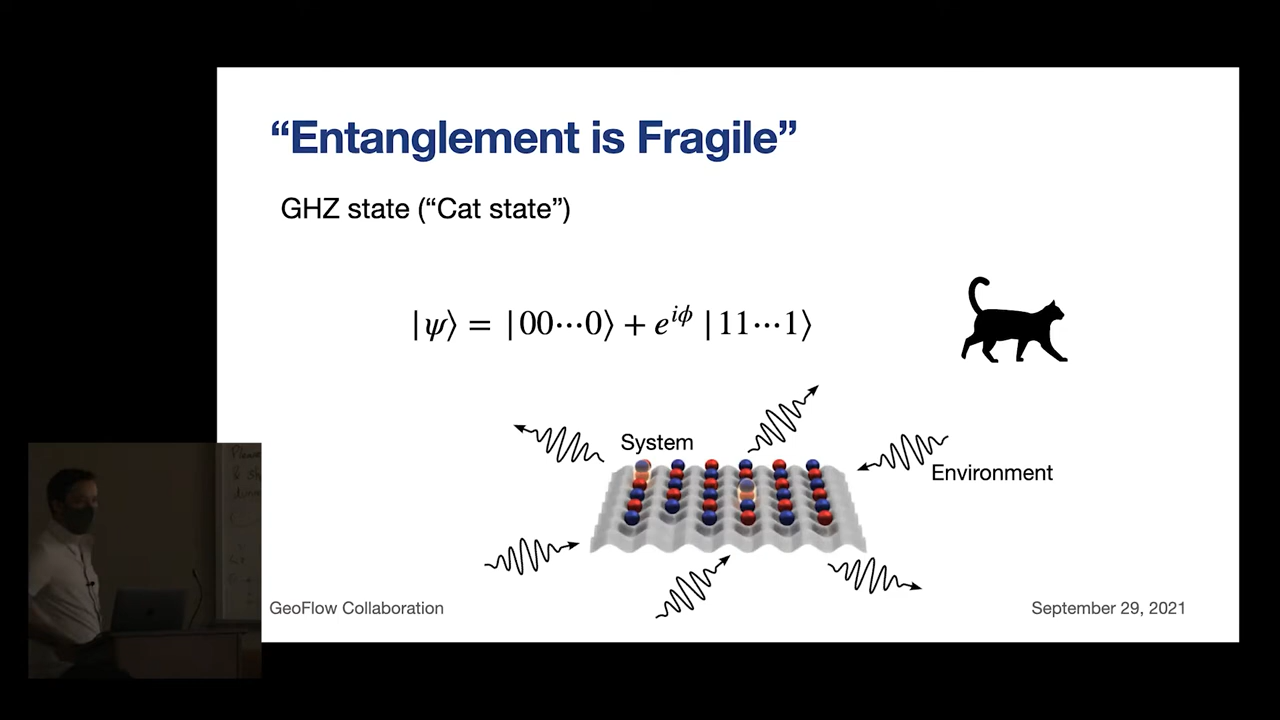 “Entanglement is Fragile”
GHZ state (“Cat state”)
|ψ⟩ = |00⋯0⟩ + e^{iϕ} |11⋯1⟩
System
Environment
GeoFlow Collaboration
September 29, 2021